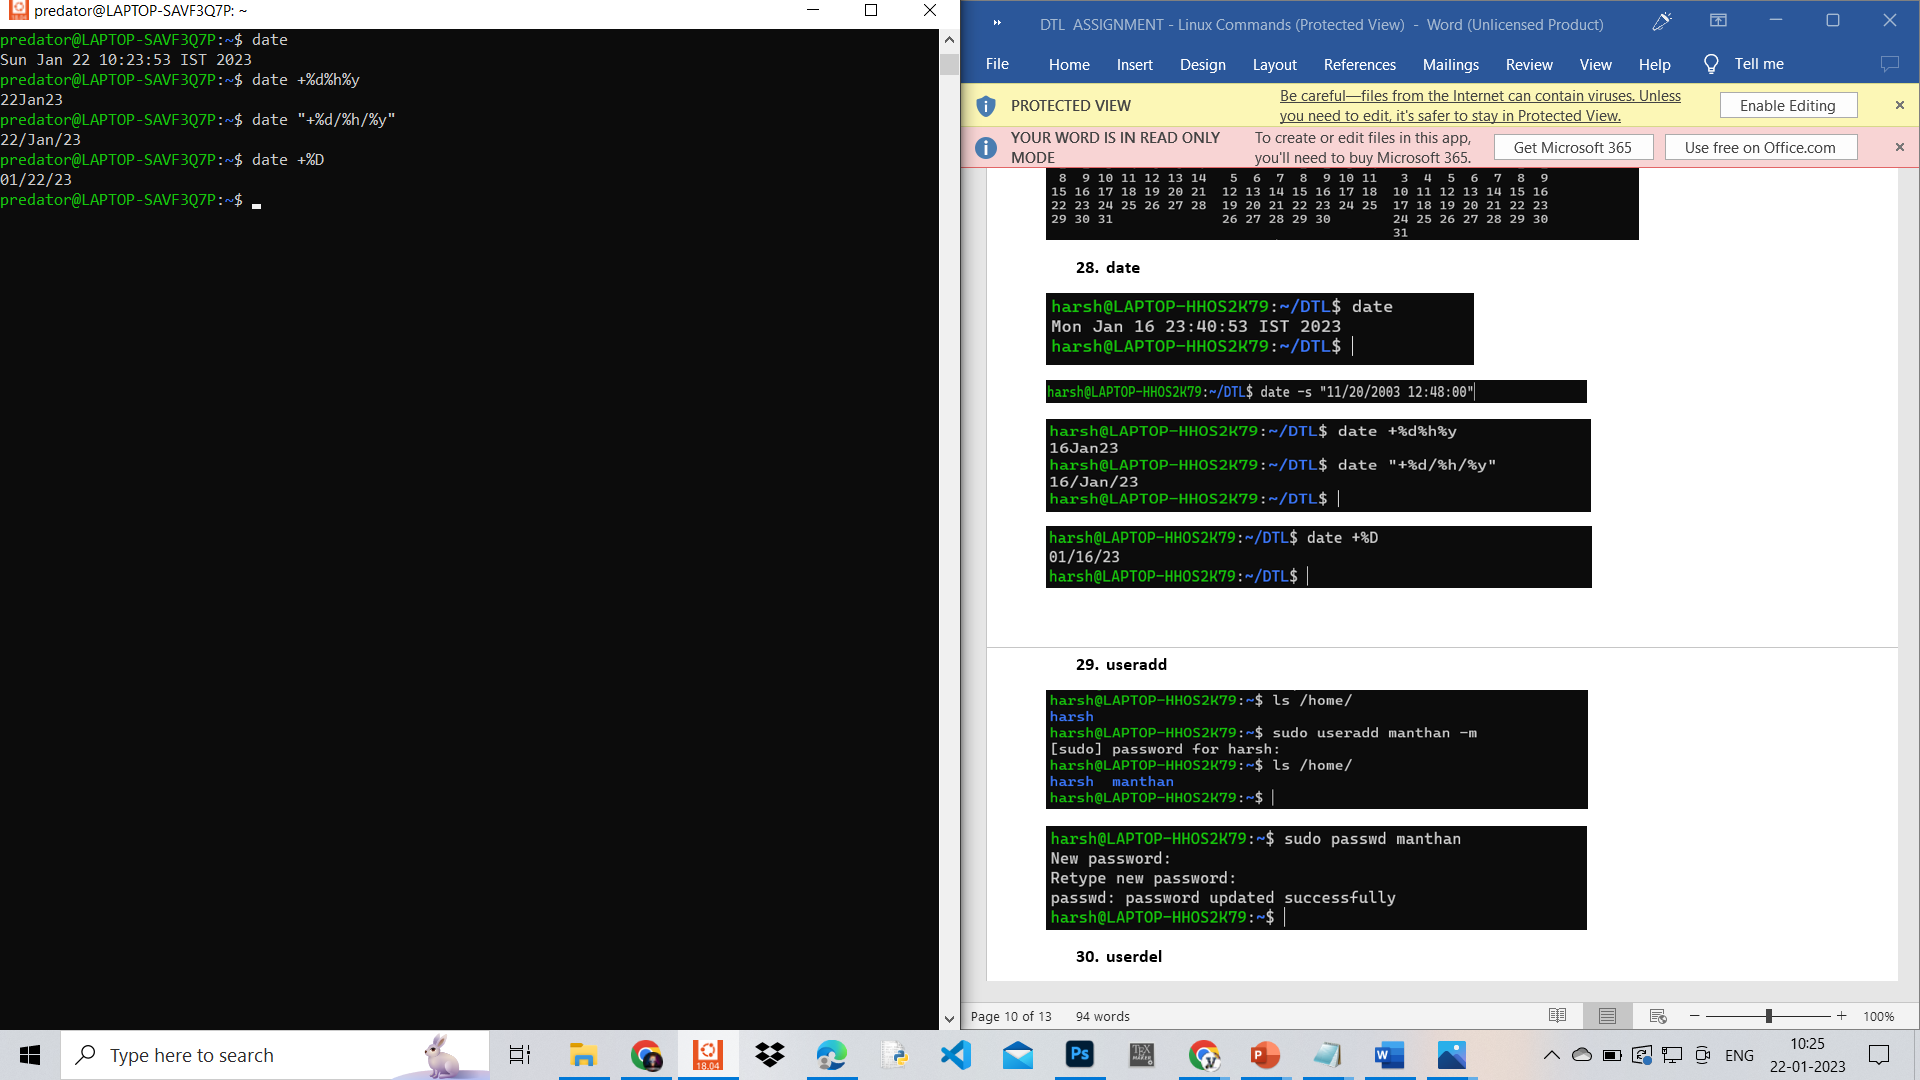 predator@LAPTOP-SAVF3Q7P: ~
predator@LAPTOP-SAVF3Q7P:~$ date
Sun Jan 22 10:23:53 IST 2023
predator@LAPTOP-SAVF3Q7P:~$ date +%d%h%y
22Jan23
predator@LAPTOP-SAVF3Q7P:~$ date "+%d/%h/%y"
22/Jan/23
predator@LAPTOP-SAVF3Q7P:~$ date +%D
01/22/23
predator@LAPTOP-SAVF3Q7P:~$
DTL ASSIGNMENT - Linux Commands (Protected View) - Word (Unlicensed Product)
File Home Insert Design Layout References Mailings Review View Help Tell me
PROTECTED VIEW
Be careful—files from the Internet can contain viruses. Unless
you need to edit, it's safer to stay in Protected View.
Enable Editing
YOUR WORD IS IN READ ONLY
MODE
To create or edit files in this app,
you'll need to buy Microsoft 365.
Get Microsoft 365
Use free on Office.com
8 9 10 11 12 13 14 5 6 7 8 9 10 11 3 4 5 6 7 8 9
15 16 17 18 19 20 21 12 13 14 15 16 17 18 10 11 12 13 14 15 16
22 23 24 25 26 27 28 19 20 21 22 23 24 25 17 18 19 20 21 22 23
29 30 31 26 27 28 29 30 24 25 26 27 28 29 30
31
28. date
harsh@LAPTOP-HHOS2K79:~/DTL$ date
Mon Jan 16 23:40:53 IST 2023
harsh@LAPTOP-HHOS2K79:~/DTL$
harsh@LAPTOP-HHOS2K79:~/DTL$ date -s "11/20/2003 12:48:00"
harsh@LAPTOP-HHOS2K79:~/DTL$ date +%d%h%y
16Jan23
harsh@LAPTOP-HHOS2K79:~/DTL$ date "+%d/%h/%y"
16/Jan/23
harsh@LAPTOP-HHOS2K79:~/DTL$
harsh@LAPTOP-HHOS2K79:~/DTL$ date +%D
01/16/23
harsh@LAPTOP-HHOS2K79:~/DTL$
29. useradd
harsh@LAPTOP-HHOS2K79:~$ ls /home/
harsh
harsh@LAPTOP-HHOS2K79:~$ sudo useradd manthan -m
[sudo] password for harsh:
harsh@LAPTOP-HHOS2K79:~$ ls /home/
harsh manthan
harsh@LAPTOP-HHOS2K79:~$
harsh@LAPTOP-HHOS2K79:~$ sudo passwd manthan
New password:
Retype new password:
passwd: password updated successfully
harsh@LAPTOP-HHOS2K79:~$
30. userdel
Page 10 of 13 94 words
100%
Type here to search
18.04
Ps
ENG
10:25
22-01-2023